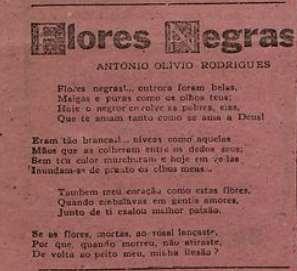 Flores Negras
ANTONIO OLIVIO RODRIGUES
Flores negras!... outrora foram belas,
Meigas e puras como os olhos teus;
Hoje o negror envolve as pobres, elas,
Que te amam tanto como se ama a Deus!
Eram tão brancas!... níveas como aquelas
Mãos que as colheram entre os dedos seus;
Sem teu calor murcharam e hoje em
Inundam-se de pranto os olhos meus...
Tambem meu coração como estas flores,
Quando embalavas em gentis amores,
Junto de ti exalou melhor
Se as flores, mortas, ao rosal lançaste,
Por que, quando morreu, não atiraste,
De volta ao peito meu, minha ilusão?